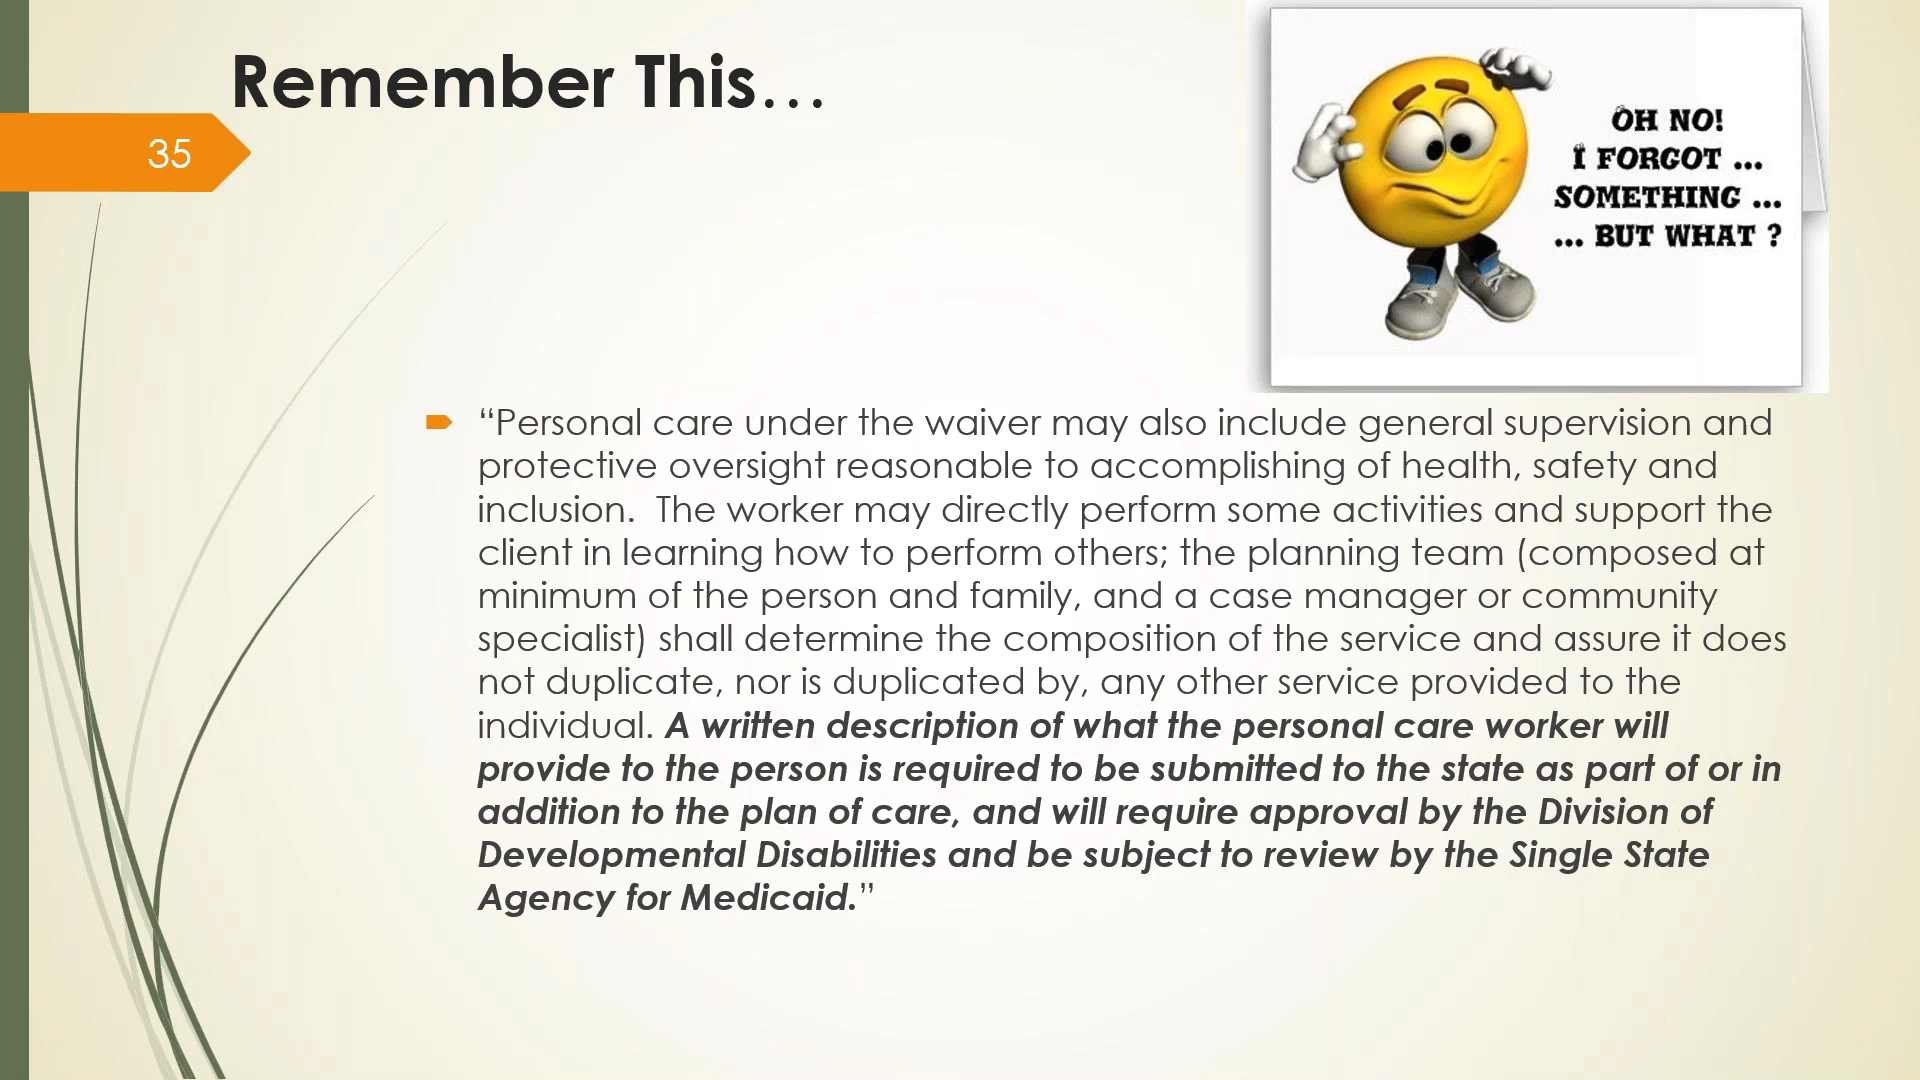 Remember This…
35
OH NO!
I FORGOT ...
SOMETHING ...
... BUT WHAT ?
“Personal care under the waiver may also include general supervision and
protective oversight reasonable to accomplishing of health, safety and
inclusion.  The worker may directly perform some activities and support the
client in learning how to perform others; the planning team (composed at
minimum of the person and family, and a case manager or community
specialist) shall determine the composition of the service and assure it does
not duplicate, nor is duplicated by, any other service provided to the
individual. A written description of what the personal care worker will
provide to the person is required to be submitted to the state as part of or in
addition to the plan of care, and will require approval by the Division of
Developmental Disabilities and be subject to review by the Single State
Agency for Medicaid.”